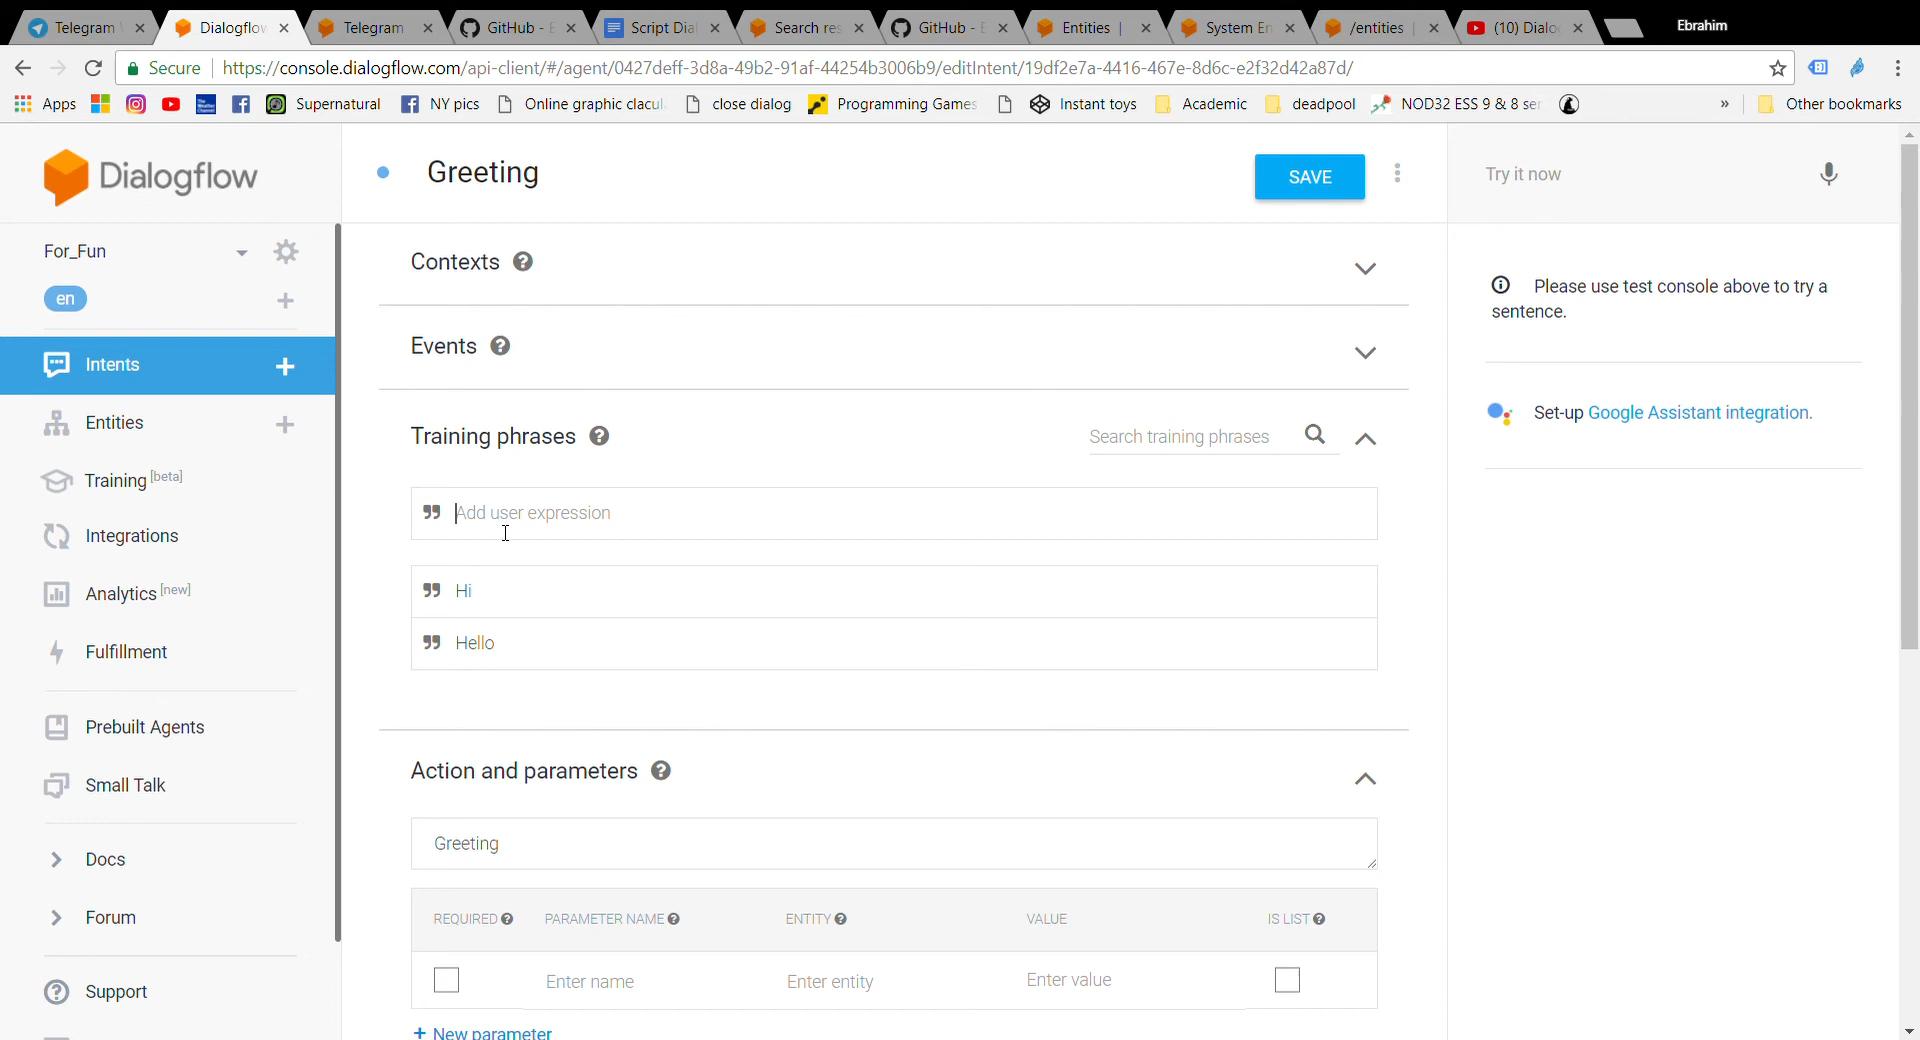 Telegram
Dialogflow
Telegram
GitHub - E
Script Dial
Search res
GitHub - E
Entities |
System En
/entities |
(10) Dialo
Ebrahim
Secure
https://console.dialogflow.com/api-client/#/agent/0427deff-3d8a-49b2-91af-44254b3006b9/editIntent/19df2e7a-4416-467e-8d6c-e2f32d42a87d/
Apps
Supernatural
NY pics
Online graphic clacul
close dialog
Programming Games
Instant toys
Academic
deadpool
NOD32 ESS 9 & 8 ser
»
Other bookmarks
Dialogflow
Greeting
SAVE
Try it now
For_Fun
en
Contexts
Please use test console above to try a
sentence.
Events
Intents
Set-up Google Assistant integration.
Entities
Training phrases
Search training phrases
Training [beta]
Add user expression
Integrations
Analytics [new]
Hi
Hello
Fulfillment
Prebuilt Agents
Small Talk
Action and parameters
Greeting
Docs
Forum
REQUIRED
PARAMETER NAME
ENTITY
VALUE
IS LIST
Support
Enter name
Enter entity
Enter value
+ New parameter